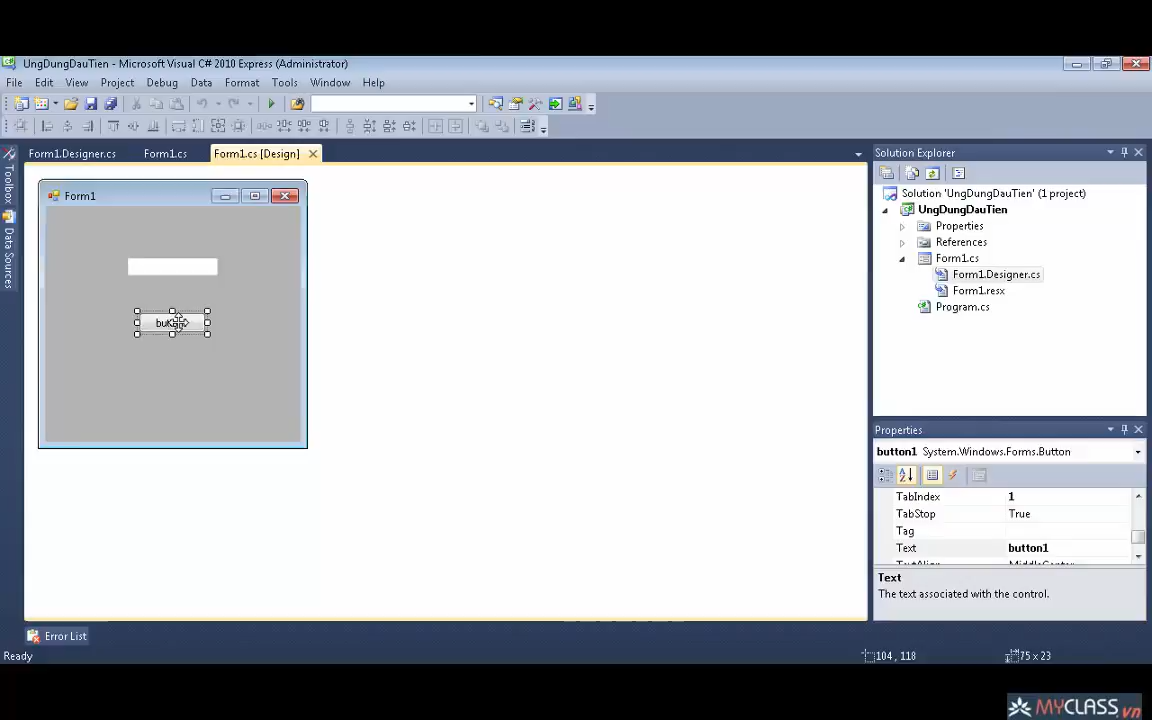 UngDungDauTien - Microsoft Visual C# 2010 Express (Administrator)
File Edit View Project Debug Data Format Tools Window Help
Form1.Designer.cs Form1.cs Form1.cs [Design]
Toolbox
Data Sources
Form1
Solution Explorer
Solution 'UngDungDauTien' (1 project)
UngDungDauTien
Properties
References
Form1.cs
Form1.Designer.cs
Form1.resx
Program.cs
Properties
button1 System.Windows.Forms.Button
TabIndex 1
TabStop True
Tag
Text button1
TextAlign MiddleCenter
Text
The text associated with the control.
Error List
Ready 104 , 118 75 x 23
MYCLASS.vn